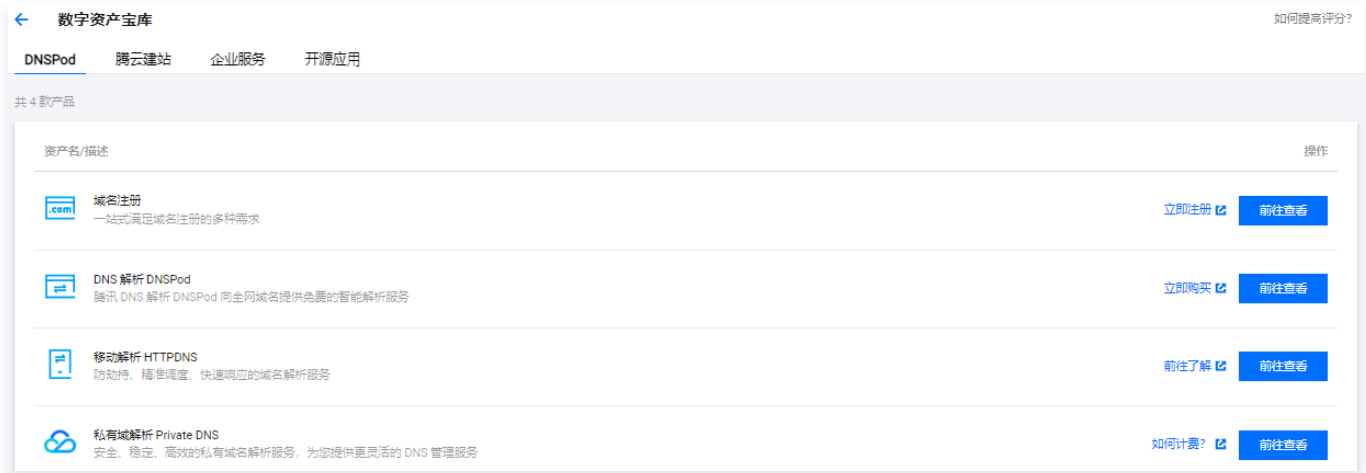 数字资产宝库
如何提高评分?
DNSPod 腾云建站 企业服务 开源应用
共 4 款产品
资产名/描述 操作
.com
域名注册
一站式满足域名注册的多种需求
立即注册 前往查看
DNS 解析 DNSPod
腾讯 DNS 解析 DNSPod 向全网域名提供免费的智能解析服务
立即购买 前往查看
移动解析 HTTPDNS
防劫持、精准调度、快速响应的域名解析服务
前往了解 前往查看
私有域解析 Private DNS
安全、稳定、高效的私有域名解析服务，为您提供更灵活的 DNS 管理服务
如何计费? 前往查看